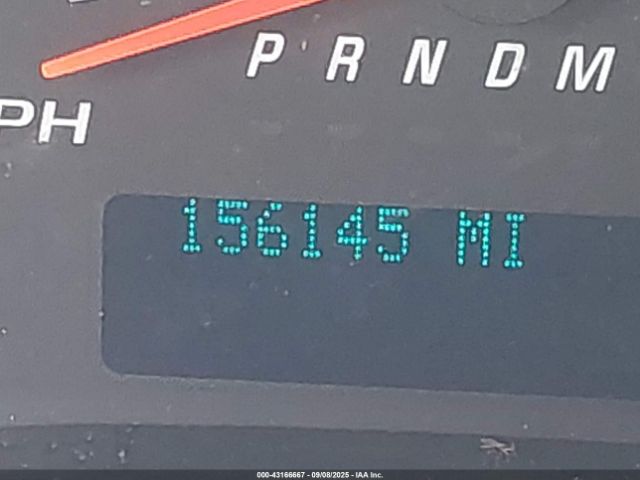 P R N D M
PH
156145 MI
000-43166667 - 09/08/2025 - IAA Inc.